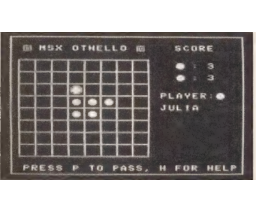 MSX OTHELLO
SCORE
: 3
: 3
PLAYER:
JULIA
PRESS P TO PASS, H FOR HELP